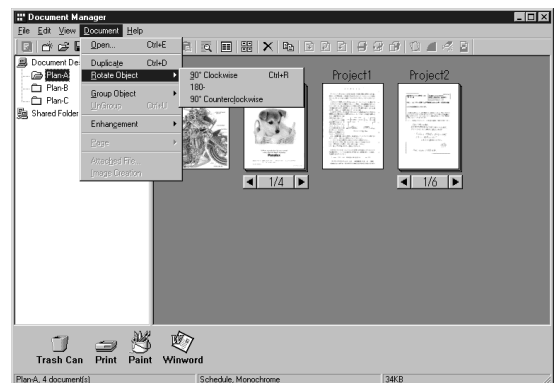 Document Manager
File Edit View Document Help
Open... Ctrl+E
Duplicate Ctrl+D
Rotate Object
Group Object
UnGroup Ctrl+U
Enhancement
Page
Attached File...
Image Creation
90° Clockwise Ctrl+R
180-
90° Counterclockwise
Document Des
Plan-A
Plan-B
Plan-C
Shared Folder
Project1 Project2
1/4 1/6
Trash Can Print Paint Winword
Plan-A, 4 document(s) Schedule, Monochrome 34KB